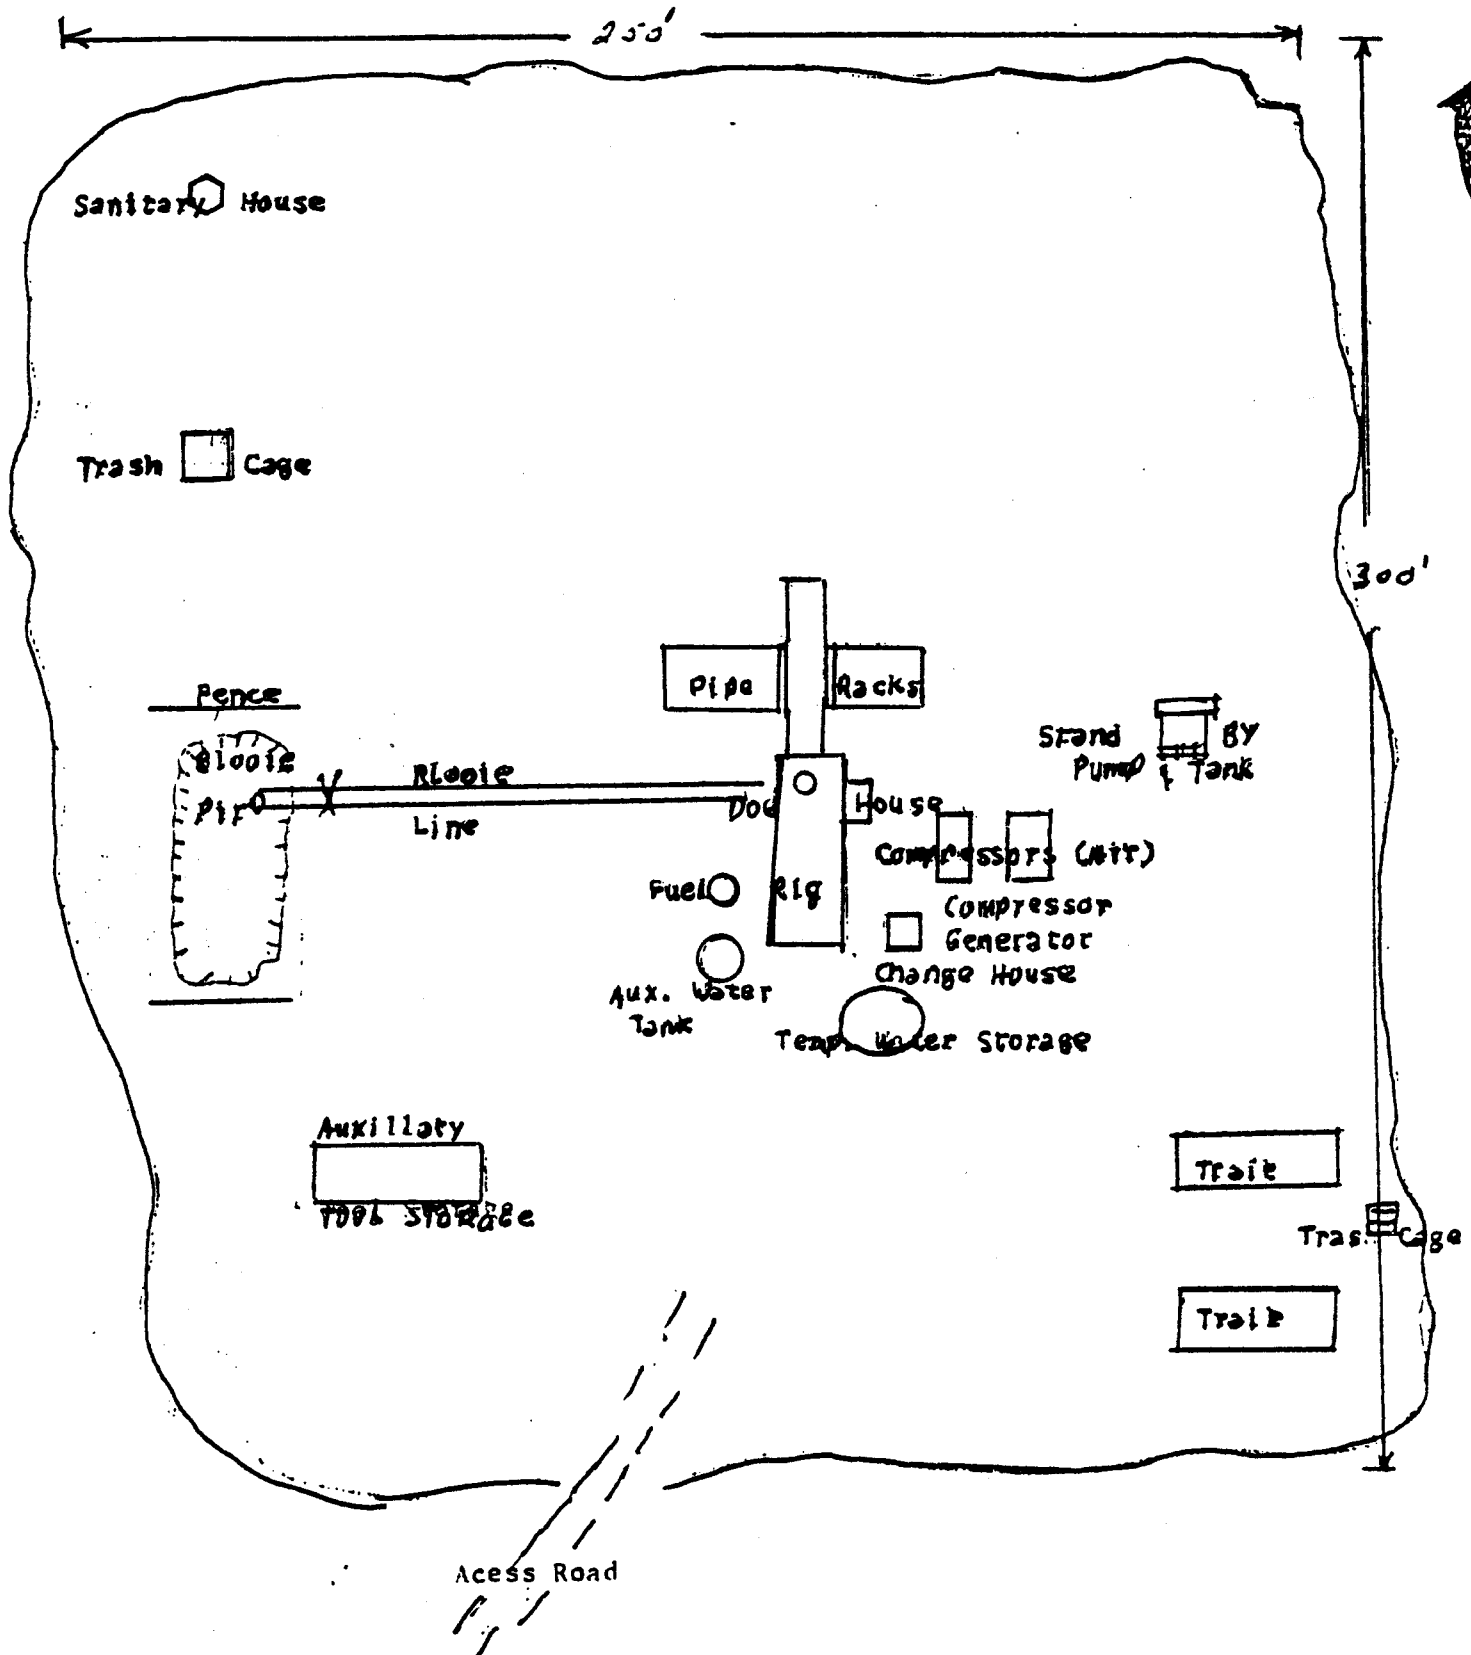 250'
Sanitary House
Trash Cage
300'
Pipe Racks
Fence
Stand By
Pump & Tank
Blooie
Pit
Blooie
Line
Dog House
Compressors (Air)
Fuel
Rig
Compressor
Generator
Change House
Aux. Water
Tank
Temp. Water Storage
Auxillary
Tool Storage
Trail
Tras Cage
Trail
Acess Road